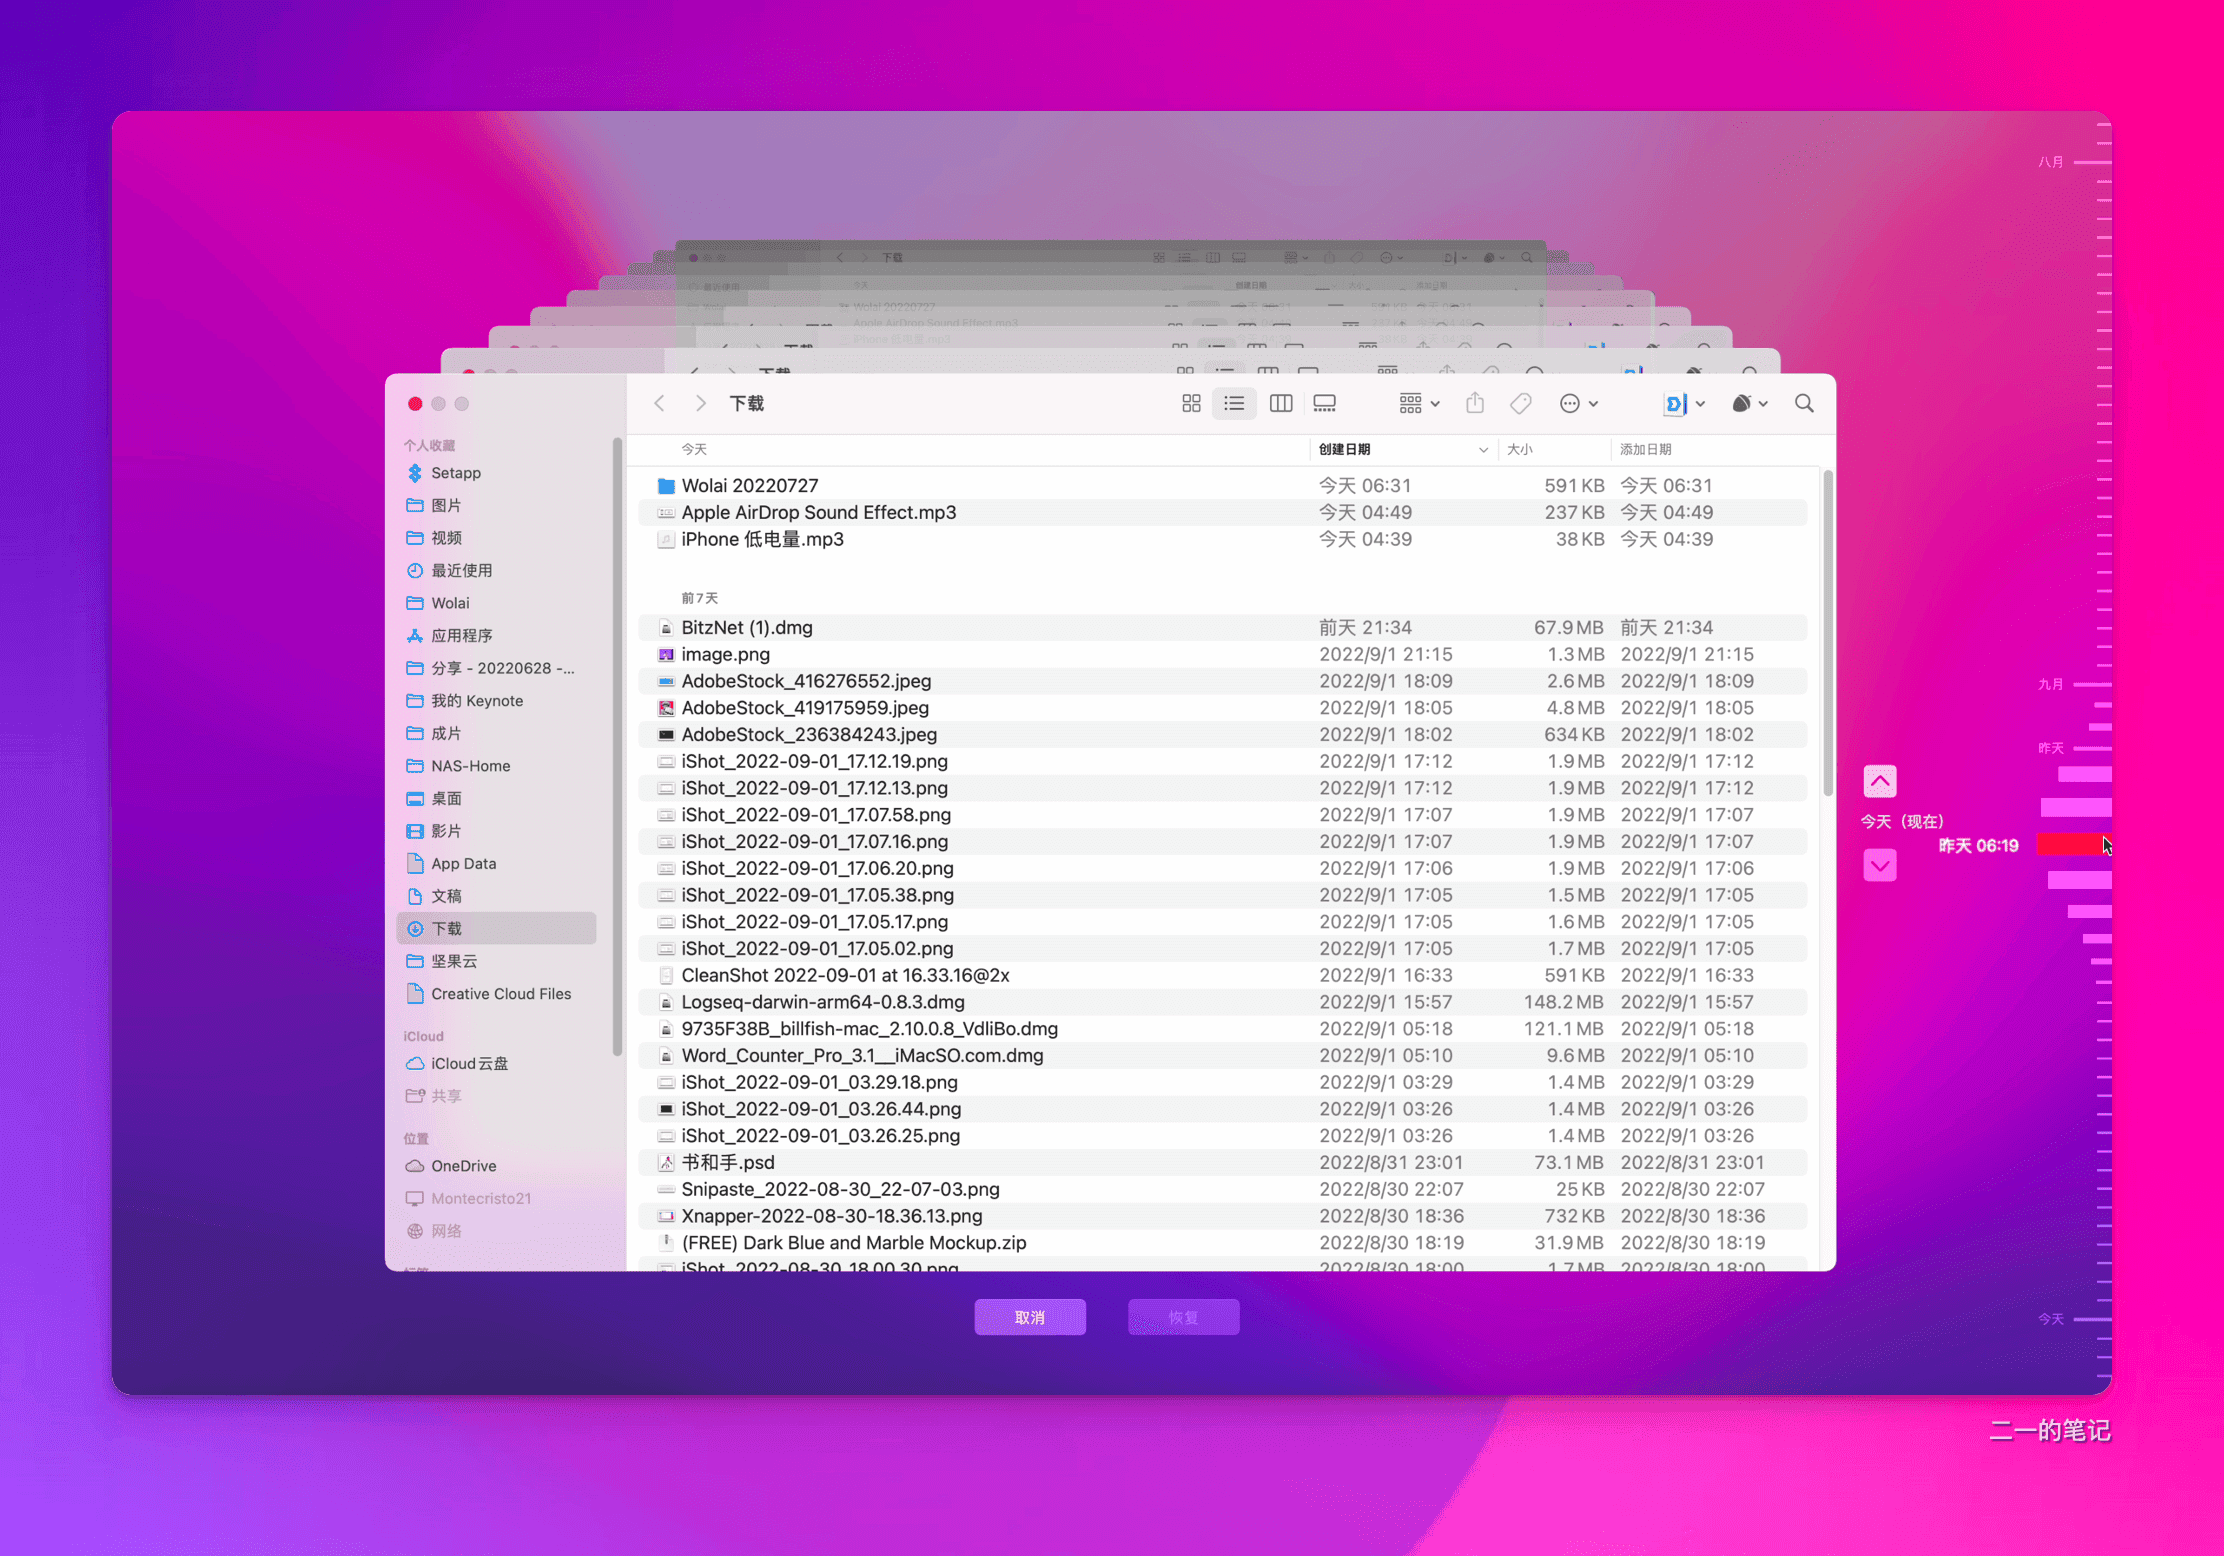 八月
下载
下载
下载
个人收藏
Setapp
图片
视频
最近使用
Wolai
应用程序
分享 - 20220628 -...
我的 Keynote
成片
NAS-Home
桌面
影片
App Data
文稿
下载
坚果云
Creative Cloud Files
iCloud
iCloud云盘
共享
位置
OneDrive
Montecristo21
网络
今天 创建日期 大小 添加日期
Wolai 20220727 今天 06:31 591 KB 今天 06:31
Apple AirDrop Sound Effect.mp3 今天 04:49 237 KB 今天 04:49
iPhone 低电量.mp3 今天 04:39 38 KB 今天 04:39
前7天
BitzNet (1).dmg 前天 21:34 67.9 MB 前天 21:34
image.png 2022/9/1 21:15 1.3 MB 2022/9/1 21:15
AdobeStock_416276552.jpeg 2022/9/1 18:09 2.6 MB 2022/9/1 18:09
AdobeStock_419175959.jpeg 2022/9/1 18:05 4.8 MB 2022/9/1 18:05
AdobeStock_236384243.jpeg 2022/9/1 18:02 634 KB 2022/9/1 18:02
iShot_2022-09-01_17.12.19.png 2022/9/1 17:12 1.9 MB 2022/9/1 17:12
iShot_2022-09-01_17.12.13.png 2022/9/1 17:12 1.9 MB 2022/9/1 17:12
iShot_2022-09-01_17.07.58.png 2022/9/1 17:07 1.9 MB 2022/9/1 17:07
iShot_2022-09-01_17.07.16.png 2022/9/1 17:07 1.9 MB 2022/9/1 17:07
iShot_2022-09-01_17.06.20.png 2022/9/1 17:06 1.9 MB 2022/9/1 17:06
iShot_2022-09-01_17.05.38.png 2022/9/1 17:05 1.5 MB 2022/9/1 17:05
iShot_2022-09-01_17.05.17.png 2022/9/1 17:05 1.6 MB 2022/9/1 17:05
iShot_2022-09-01_17.05.02.png 2022/9/1 17:05 1.7 MB 2022/9/1 17:05
CleanShot 2022-09-01 at 16.33.16@2x 2022/9/1 16:33 591 KB 2022/9/1 16:33
Logseq-darwin-arm64-0.8.3.dmg 2022/9/1 15:57 148.2 MB 2022/9/1 15:57
9735F38B_billfish-mac_2.10.0.8_VdliBo.dmg 2022/9/1 05:18 121.1 MB 2022/9/1 05:18
Word_Counter_Pro_3.1__iMacSO.com.dmg 2022/9/1 05:10 9.6 MB 2022/9/1 05:10
iShot_2022-09-01_03.29.18.png 2022/9/1 03:29 1.4 MB 2022/9/1 03:29
iShot_2022-09-01_03.26.44.png 2022/9/1 03:26 1.4 MB 2022/9/1 03:26
iShot_2022-09-01_03.26.25.png 2022/9/1 03:26 1.4 MB 2022/9/1 03:26
书和手.psd 2022/8/31 23:01 73.1 MB 2022/8/31 23:01
Snipaste_2022-08-30_22-07-03.png 2022/8/30 22:07 25 KB 2022/8/30 22:07
Xnapper-2022-08-30-18.36.13.png 2022/8/30 18:36 732 KB 2022/8/30 18:36
(FREE) Dark Blue and Marble Mockup.zip 2022/8/30 18:19 31.9 MB 2022/8/30 18:19
iShot_2022-08-30_18.00.30.png 2022/8/30 18:00 1.7 MB 2022/8/30 18:00
九月
昨天
今天（现在）
昨天 06:19
今天
取消
恢复
二一的笔记